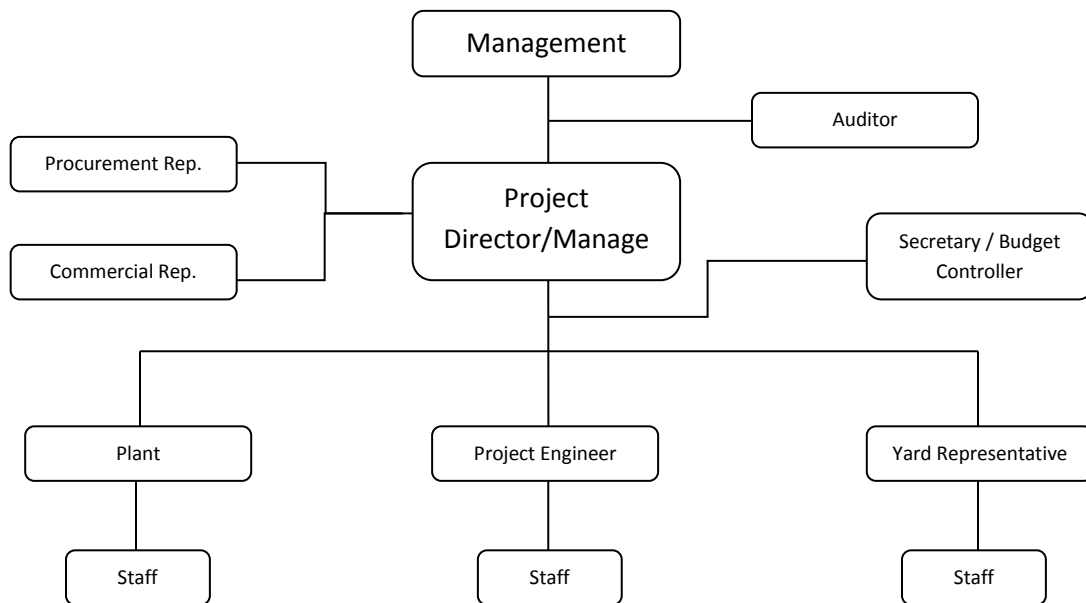 Management
Auditor
Procurement Rep.
Project
Director/Manage
Secretary / Budget
Controller
Commercial Rep.
Plant
Project Engineer
Yard Representative
Staff
Staff
Staff